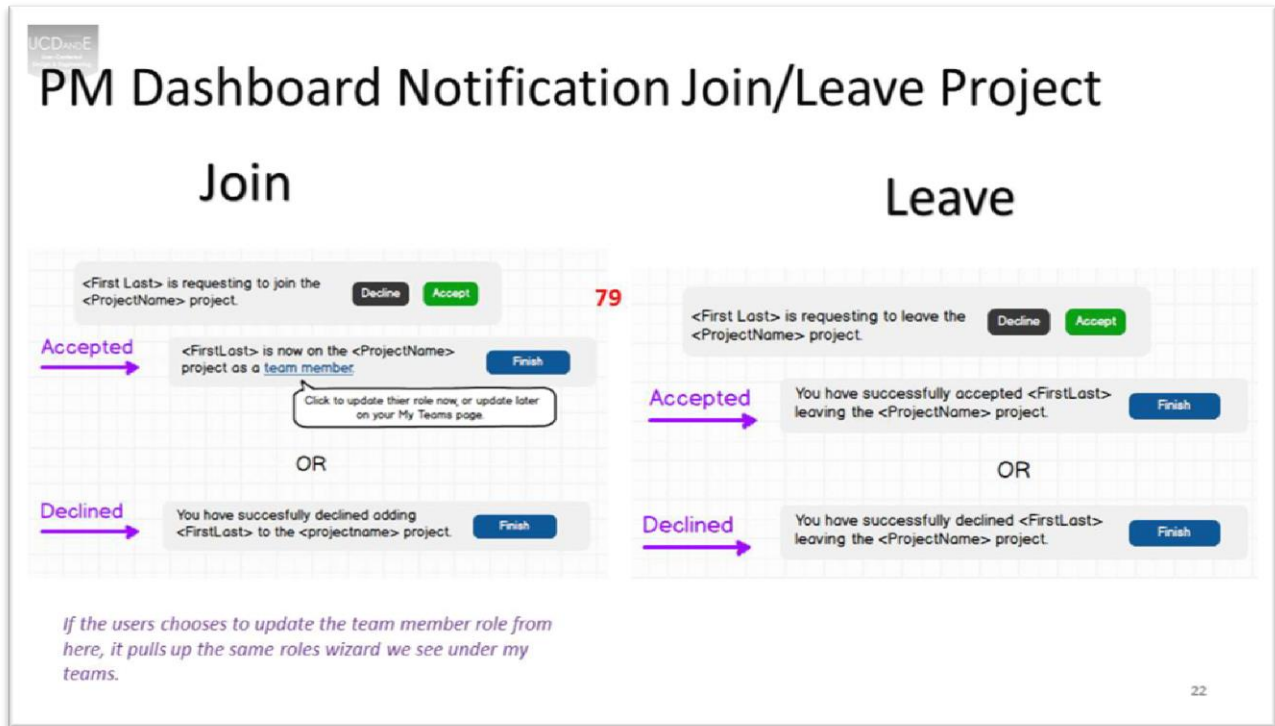 UCDANDE
PM Dashboard Notification Join/Leave Project
Join
<First Last> is requesting to join the
<ProjectName> project.
Decline
Accept
Accepted
<FirstLast> is now on the <ProjectName>
project as a team member.
Finish
Click to update thier role now, or update later
on your My Teams page.
OR
Declined
You have succesfully declined adding
<FirstLast> to the <projectname> project.
Finish
If the users chooses to update the team member role from
here, it pulls up the same roles wizard we see under my
teams.
79
Leave
<First Last> is requesting to leave the
<ProjectName> project.
Decline
Accept
Accepted
You have successfully accepted <FirstLast>
leaving the <ProjectName> project.
Finish
OR
Declined
You have successfully declined <FirstLast>
leaving the <ProjectName> project.
Finish
22